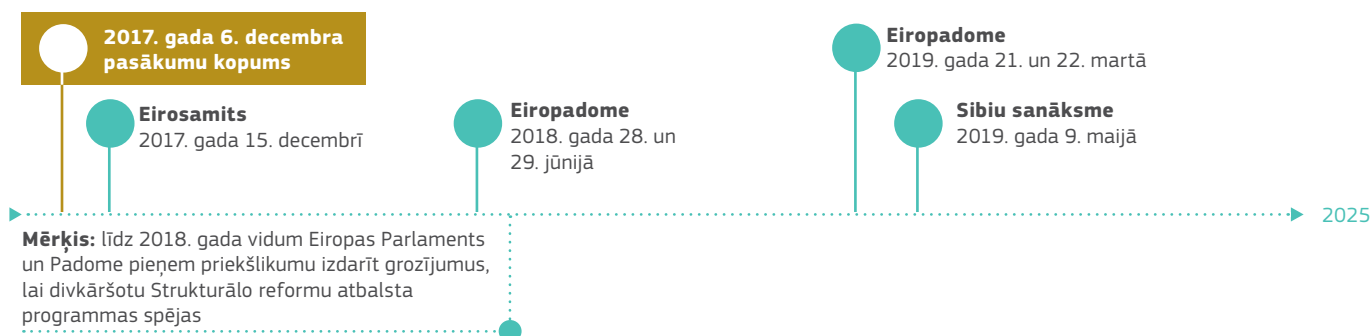 2017. gada 6. decembra
pasākumu kopums
Eirosamits
2017. gada 15. decembrī
Eiropadome
2018. gada 28. un
29. jūnijā
Eiropadome
2019. gada 21. un 22. martā
Sibiu sanāksme
2019. gada 9. maijā
2025
Mērķis: līdz 2018. gada vidum Eiropas Parlaments
un Padome pieņem priekšlikumu izdarīt grozījumus,
lai divkāršotu Strukturālo reformu atbalsta
programmas spējas